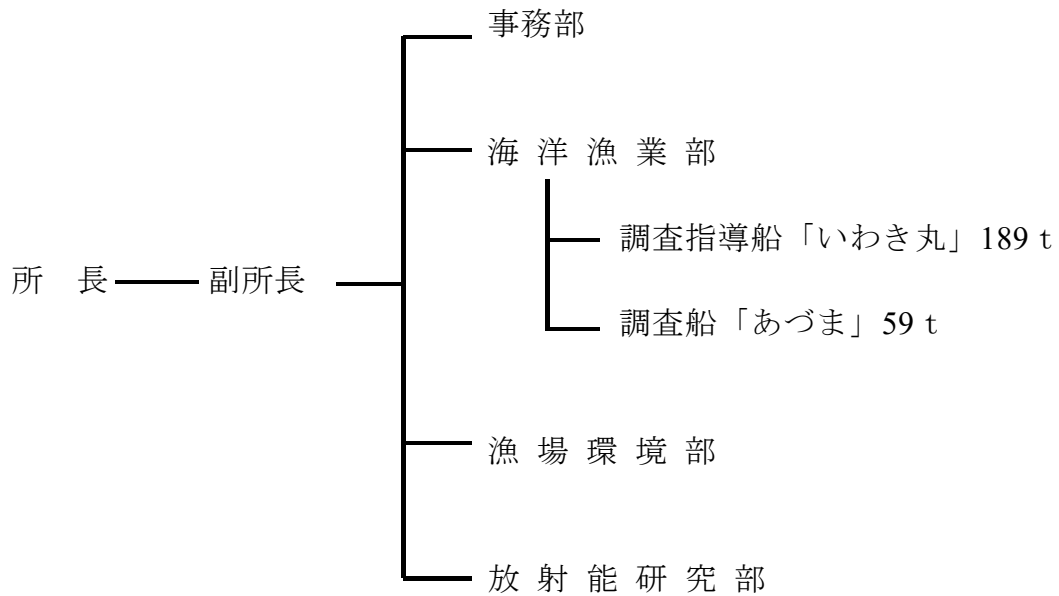 事務部
海 洋 漁 業 部
調査指導船「いわき丸」189 t
所　長
副所長
調査船「あづま」59 t
漁 場 環 境 部
放 射 能 研 究 部